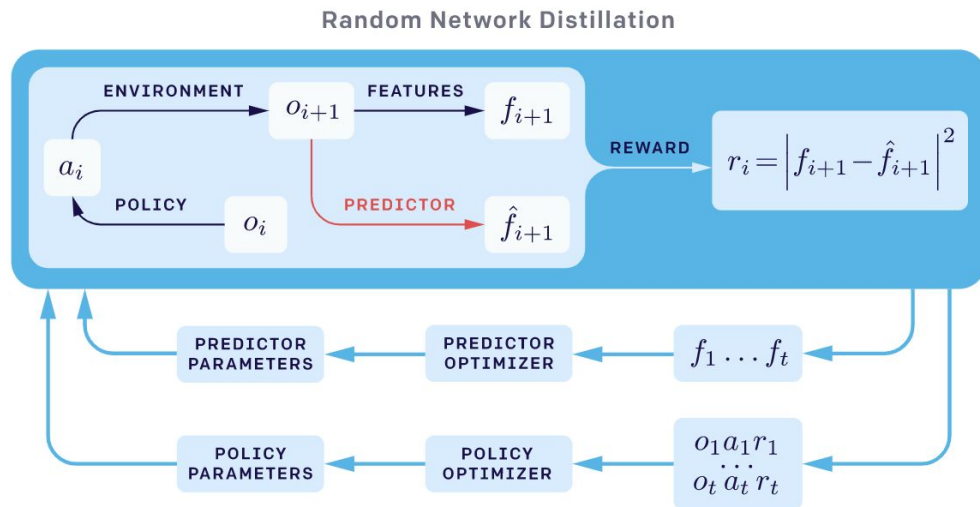 Random Network Distillation
ENVIRONMENT
o_{i+1}
FEATURES
f_{i+1}
a_i
POLICY
o_i
PREDICTOR
f̂_{i+1}
REWARD
r_i = |f_{i+1} − f̂_{i+1}|^2
PREDICTOR
PARAMETERS
PREDICTOR
OPTIMIZER
f_1 ... f_t
POLICY
PARAMETERS
POLICY
OPTIMIZER
o_1 a_1 r_1
...
o_t a_t r_t